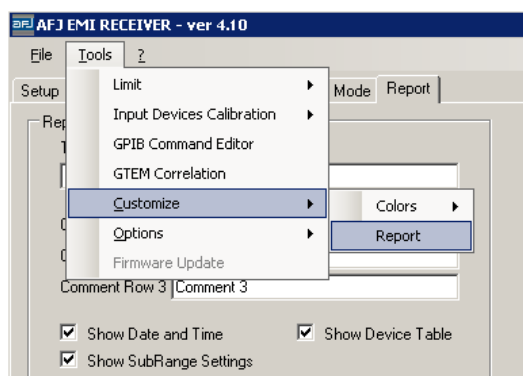 AFJ AFJ EMI RECEIVER - ver 4.10
File Tools ?
Setup Mode Report
Limit
Input Devices Calibration
GPIB Command Editor
GTEM Correlation
Customize
Colors
Options
Report
Firmware Update
Comment Row 3 Comment 3
Show Date and Time Show Device Table
Show SubRange Settings